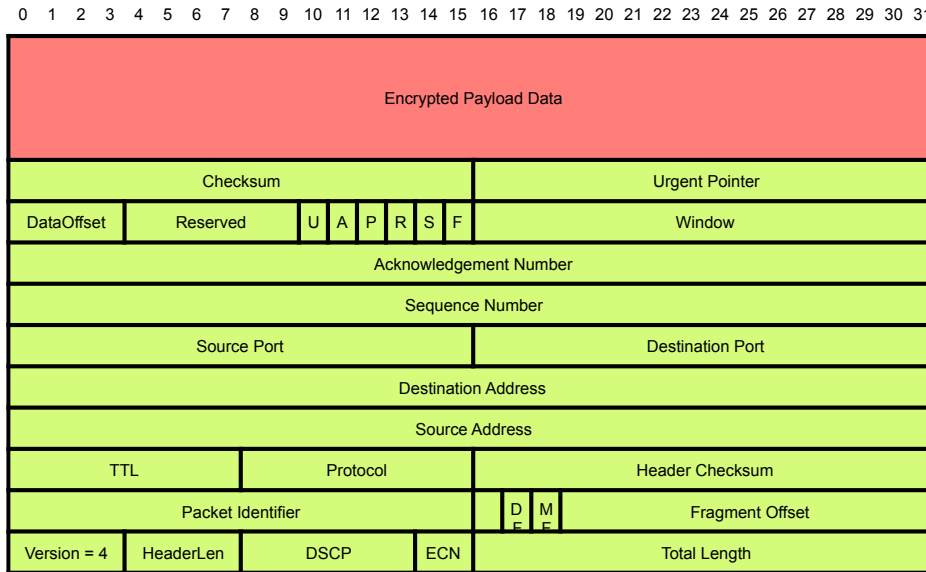 0 1 2 3 4 5 6 7 8 9 10 11 12 13 14 15 16 17 18 19 20 21 22 23 24 25 26 27 28 29 30 31
Encrypted Payload Data
Checksum Urgent Pointer
DataOffset Reserved U A P R S F Window
Acknowledgement Number
Sequence Number
Source Port Destination Port
Destination Address
Source Address
TTL Protocol Header Checksum
Packet Identifier DF MF Fragment Offset
Version = 4 HeaderLen DSCP ECN Total Length